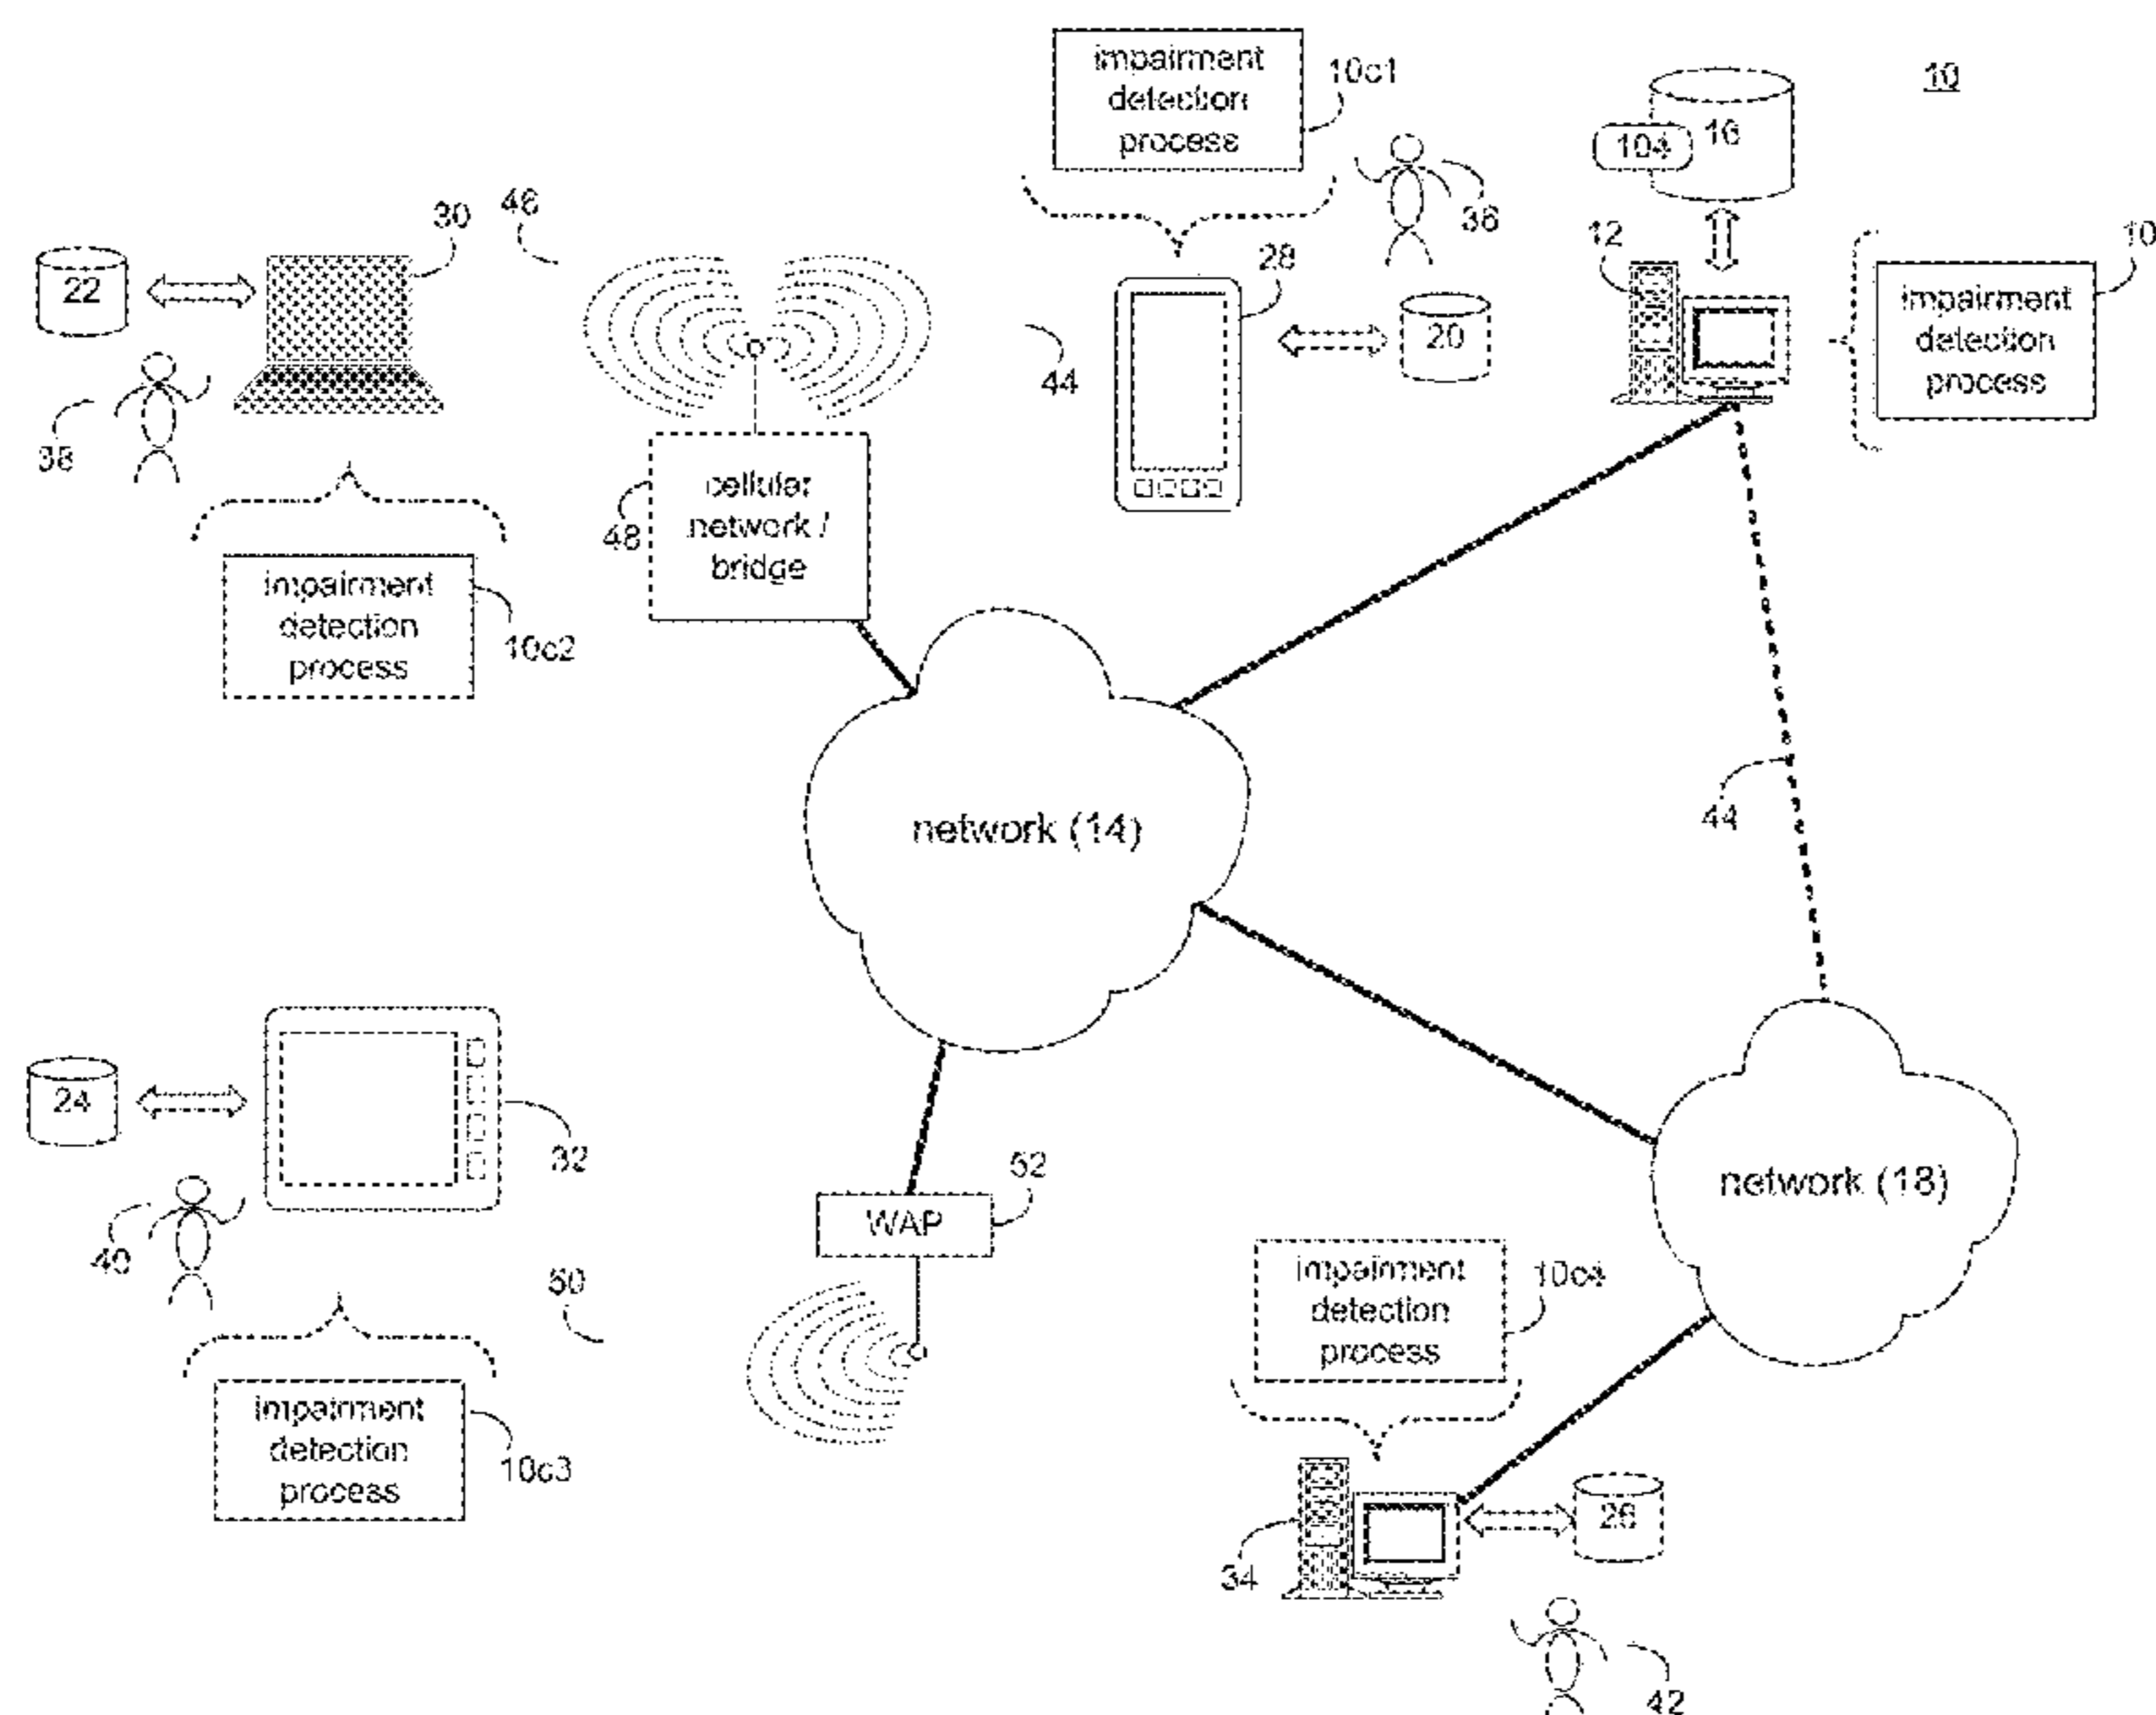 impairment
detection
process
10c1
10
104
16
36
12
10
impairment
detection
process
30
46
22
28
20
44
38
48
cellular
network /
bridge
impairment
detection
process
10c2
network (14)
44
24
32
40
52
WAP
network (18)
50
impairment
detection
process
10c4
impairment
detection
process
10c3
26
34
42